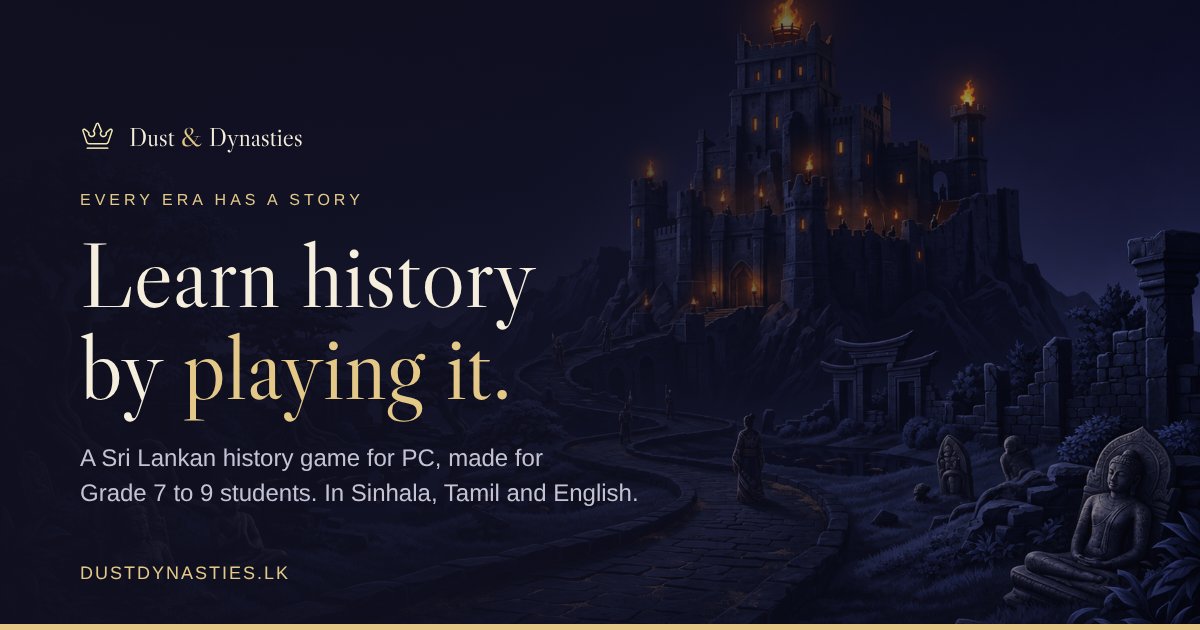 Dust & Dynasties
EVERY ERA HAS A STORY
Learn history
by playing it.
A Sri Lankan history game for PC, made for
Grade 7 to 9 students. In Sinhala, Tamil and English.
DUSTDYNASTIES.LK